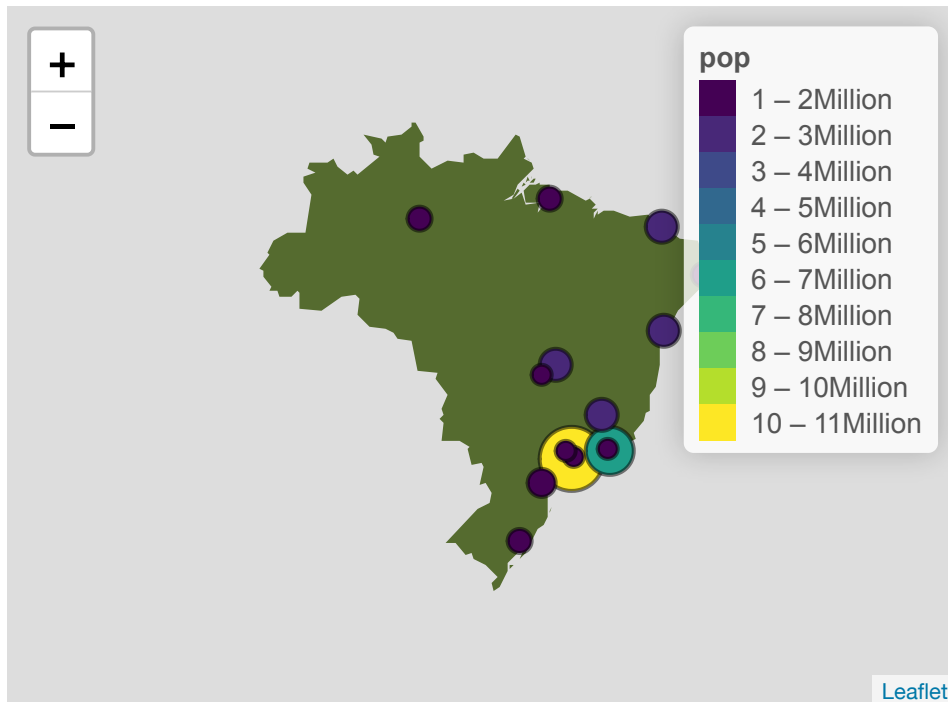 +
−
pop
1 – 2Million
2 – 3Million
3 – 4Million
4 – 5Million
5 – 6Million
6 – 7Million
7 – 8Million
8 – 9Million
9 – 10Million
10 – 11Million
Leaflet